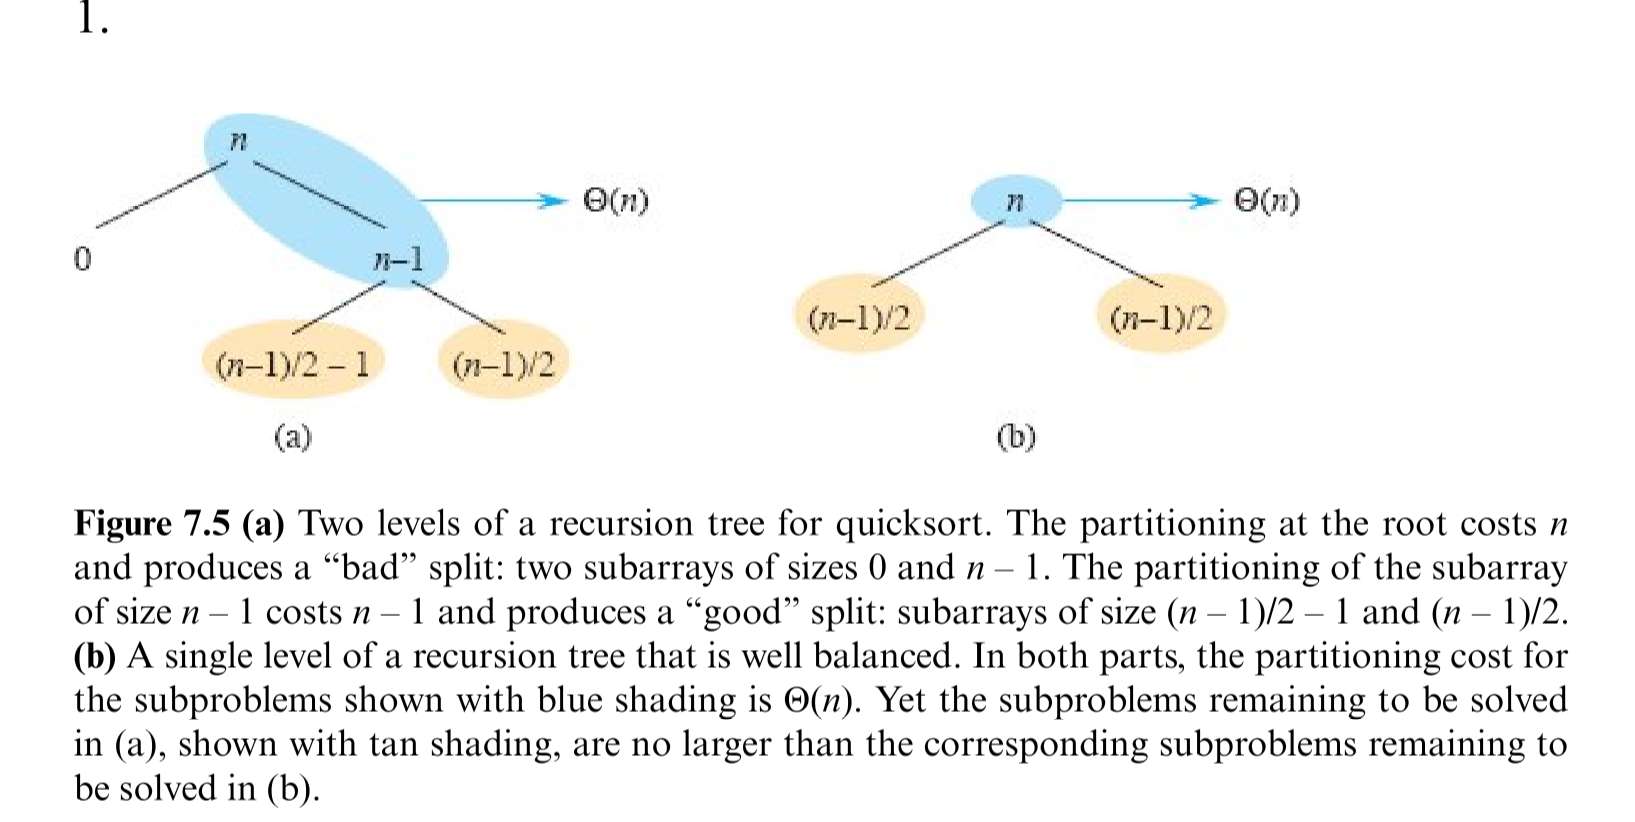 1.
n
Θ(n)
n
Θ(n)
0
n–1
(n–1)/2
(n–1)/2
(n–1)/2 – 1
(n–1)/2
(a)
(b)
Figure 7.5 (a) Two levels of a recursion tree for quicksort. The partitioning at the root costs n
and produces a “bad” split: two subarrays of sizes 0 and n – 1. The partitioning of the subarray
of size n – 1 costs n – 1 and produces a “good” split: subarrays of size (n – 1)/2 – 1 and (n – 1)/2.
(b) A single level of a recursion tree that is well balanced. In both parts, the partitioning cost for
the subproblems shown with blue shading is Θ(n). Yet the subproblems remaining to be solved
in (a), shown with tan shading, are no larger than the corresponding subproblems remaining to
be solved in (b).